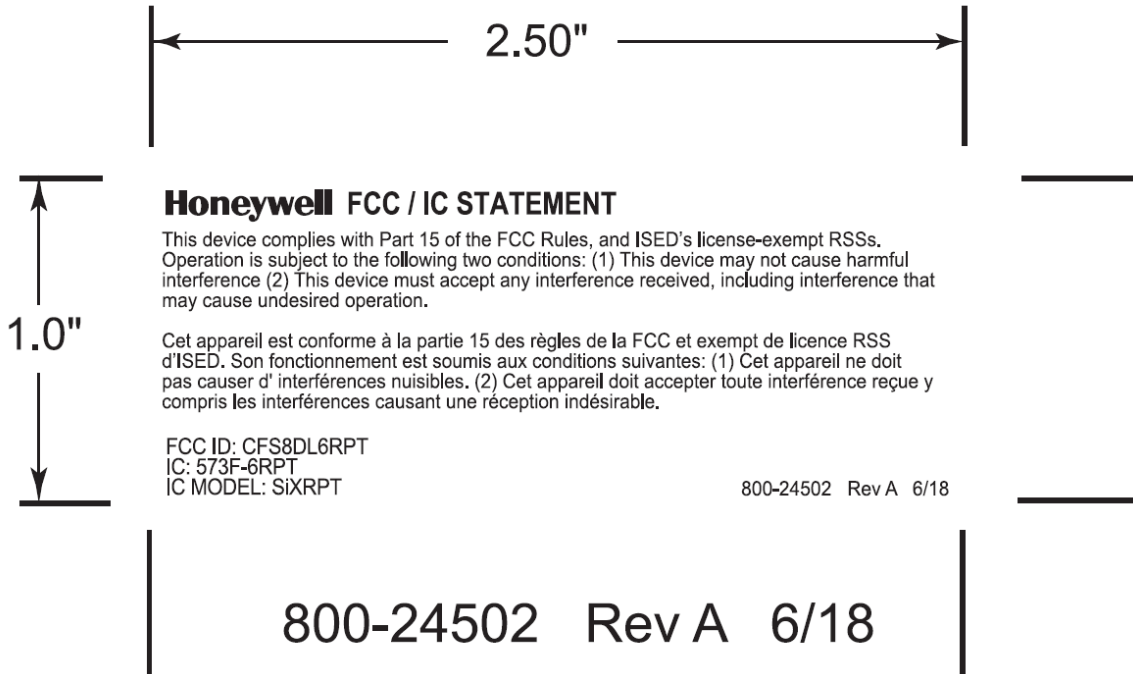 2.50"
1.0"
Honeywell FCC / IC STATEMENT
This device complies with Part 15 of the FCC Rules, and ISED's license-exempt RSSs.
Operation is subject to the following two conditions: (1) This device may not cause harmful
interference (2) This device must accept any interference received, including interference that
may cause undesired operation.
Cet appareil est conforme à la partie 15 des règles de la FCC et exempt de licence RSS
d'ISED. Son fonctionnement est soumis aux conditions suivantes: (1) Cet appareil ne doit
pas causer d' interférences nuisibles. (2) Cet appareil doit accepter toute interférence reçue y
compris les interférences causant une réception indésirable.
FCC ID: CFS8DL6RPT
IC: 573F-6RPT
IC MODEL: SiXRPT
800-24502 Rev A 6/18
800-24502 Rev A 6/18